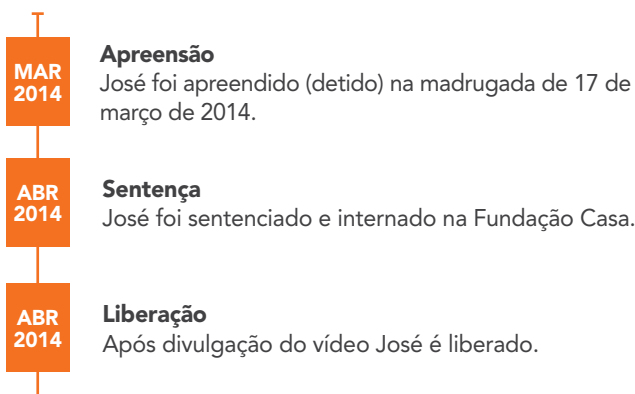 MAR
2014
Apreensão
José foi apreendido (detido) na madrugada de 17 de
março de 2014.
ABR
2014
Sentença
José foi sentenciado e internado na Fundação Casa.
ABR
2014
Liberação
Após divulgação do vídeo José é liberado.